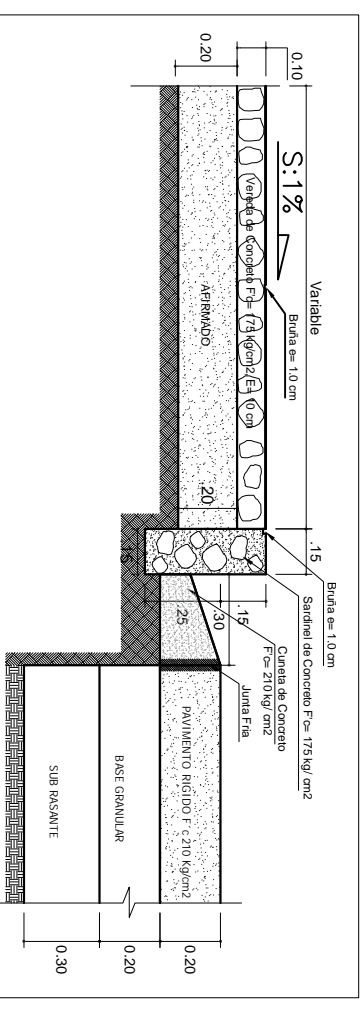 0.10
0.20
S:1%
Variable
Bruña e= 1.0 cm
Vereda de Concreto F'c= 175 kg/cm2/E= 10 cm
AFIRMADO
.20
.15
.15
Bruña e= 1.0 cm
Sardinel de Concreto F'c= 175 kg/ cm2
Cuneta de Concreto
F'c= 210 kg/ cm2
Junta Fria
.15
.30
.25
PAVIMENTO RIGIDO F´c 210 Kg/cm2
BASE GRANULAR
SUB RASANTE
0.20
0.20
0.30